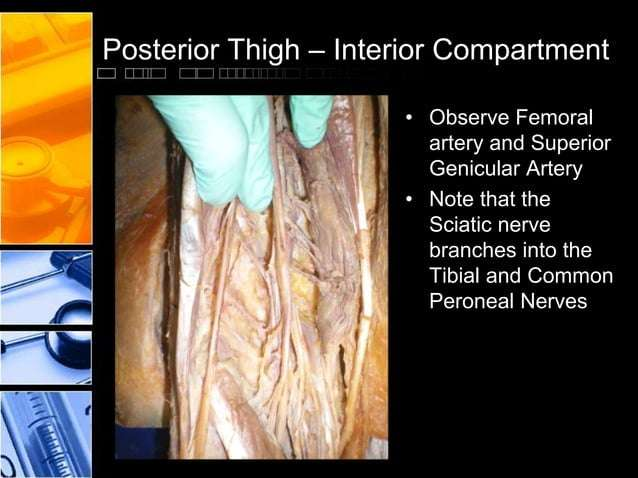 Posterior Thigh – Interior Compartment
• Observe Femoral
artery and Superior
Genicular Artery
• Note that the
Sciatic nerve
branches into the
Tibial and Common
Peroneal Nerves